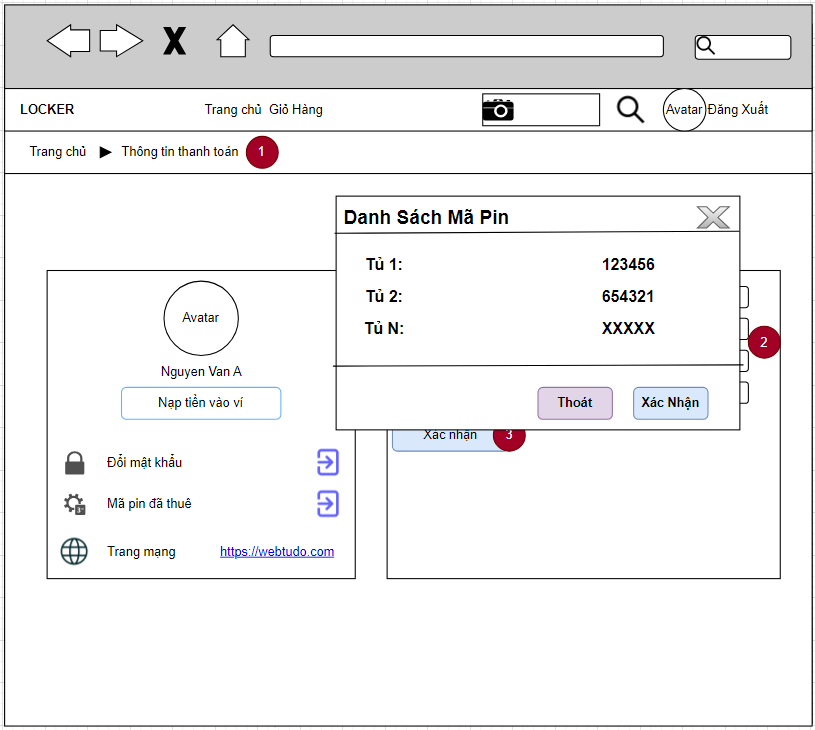 X
LOCKER
Trang chủ Giỏ Hàng
Avatar Đăng Xuất
Trang chủ
Thông tin thanh toán
1
Danh Sách Mã Pin
Tủ 1: 123456
Tủ 2: 654321
Tủ N: XXXXX
Thoát
Xác Nhận
Avatar
Nguyen Van A
Nạp tiền vào ví
Đổi mật khẩu
Mã pin đã thuê
Trang mạng https://webtudo.com
2
Xác nhận
3